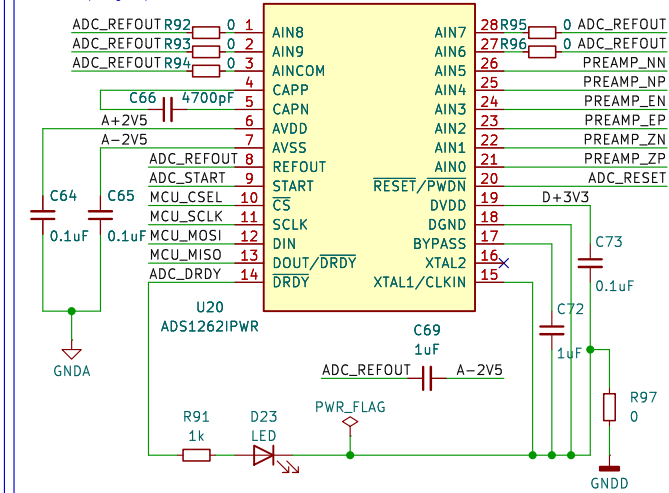 ADC_REFOUT R92 0 1 AIN8 AIN7 28 R95 0 ADC_REFOUT
ADC_REFOUT R93 0 2 AIN9 AIN6 27 R96 0 ADC_REFOUT
ADC_REFOUT R94 0 3 AINCOM AIN5 26 PREAMP_NN
4 CAPP AIN4 25 PREAMP_NP
C66 4700pF 5 CAPN AIN3 24 PREAMP_EN
A+2V5 6 AVDD AIN2 23 PREAMP_EP
A-2V5 7 AVSS AIN1 22 PREAMP_ZN
ADC_REFOUT 8 REFOUT AIN0 21 PREAMP_ZP
ADC_START 9 START RESET/PWDN 20 ADC_RESET
MCU_CSEL 10 CS DVDD 19 D+3V3
MCU_SCLK 11 SCLK DGND 18
MCU_MOSI 12 DIN BYPASS 17
MCU_MISO 13 DOUT/DRDY XTAL2 16
ADC_DRDY 14 DRDY XTAL1/CLKIN 15
C64
0.1uF
C65
0.1uF
GNDA
C73
0.1uF
C72
1uF
U20
ADS1262IPWR
C69
1uF
ADC_REFOUT A-2V5
PWR_FLAG
R91
1k
D23
LED
R97
0
GNDD